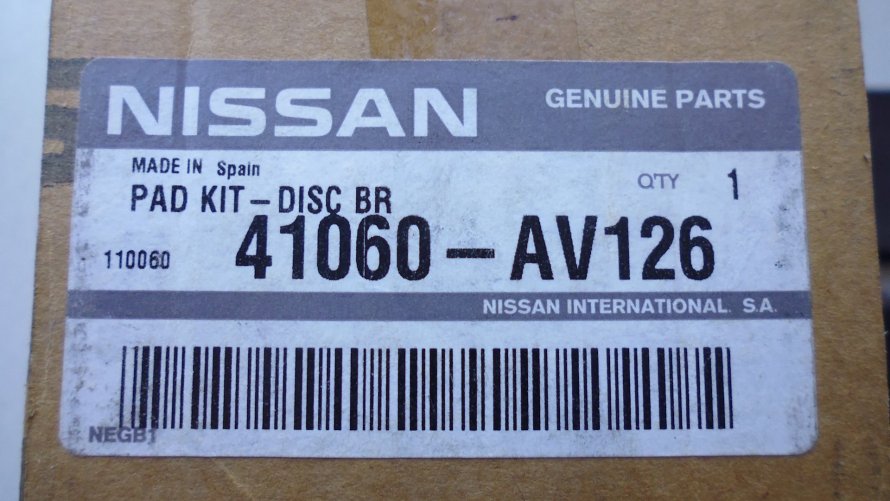 NISSAN GENUINE PARTS
MADE IN Spain
PAD KIT-DISC BR
QTY 1
110060 41060-AV126
NISSAN INTERNATIONAL. S.A.
NEGB1